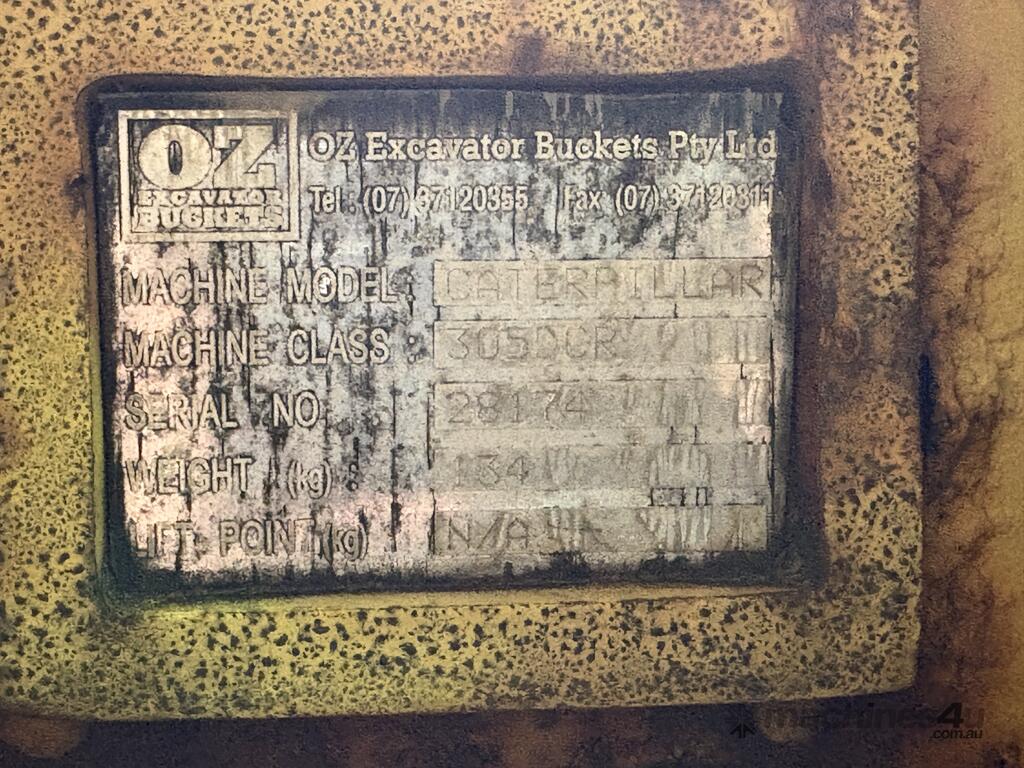 OZ
EXCAVATOR
BUCKETS
OZ Excavator Buckets Pty Ltd
Tel : (07) 37120355 Fax (07) 37120311
MACHINE MODEL : CATERPILLAR
MACHINE CLASS : 305DCR
SERIAL NO 28174
WEIGHT (kg) : 134
LIFT POINT (kg) N/A
machines4u
.com.au